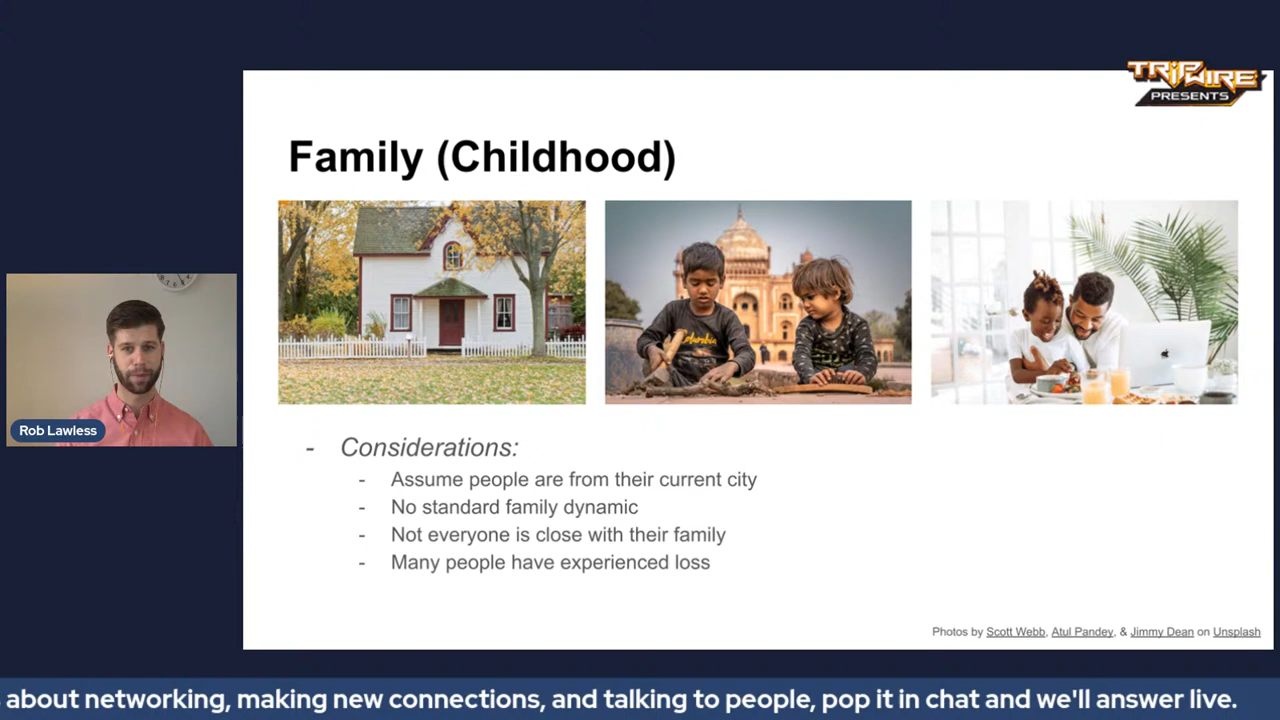 TRIPWIRE
PRESENTS
Family (Childhood)
Columbia
Rob Lawless
- Considerations:
- Assume people are from their current city
- No standard family dynamic
- Not everyone is close with their family
- Many people have experienced loss
Photos by Scott Webb, Atul Pandey, & Jimmy Dean on Unsplash
about networking, making new connections, and talking to people, pop it in chat and we'll answer live.